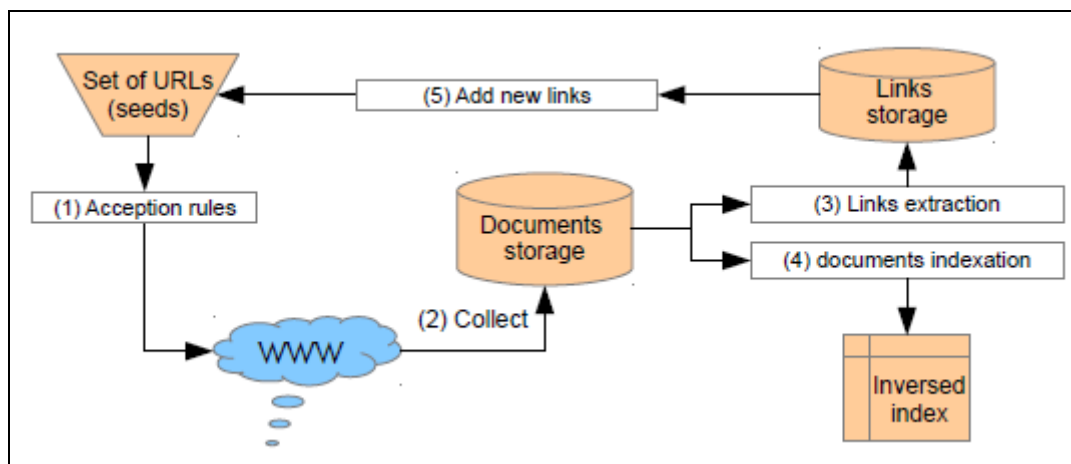 Set of URLs
(seeds)
(5) Add new links
Links
storage
(1) Acception rules
Documents
storage
(3) Links extraction
(4) documents indexation
(2) Collect
WWW
Inversed
index